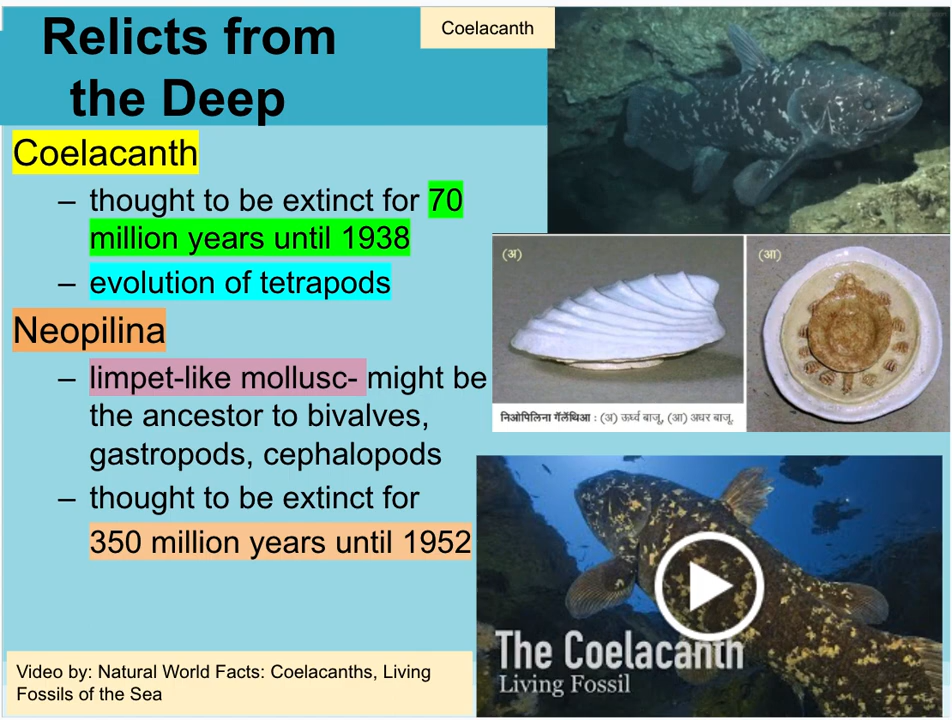 Relicts from
the Deep
Coelacanth
Coelacanth
– thought to be extinct for 70
million years until 1938
– evolution of tetrapods
Neopilina
– limpet-like mollusc- might be
the ancestor to bivalves,
gastropods, cephalopods
– thought to be extinct for
350 million years until 1952
(अ)
(आ)
निओपिलिना गॅलॅथिआ : (अ) ऊर्ध्व बाजू, (आ) अधर बाजू.
The Coelacanth
Living Fossil
Video by: Natural World Facts: Coelacanths, Living
Fossils of the Sea